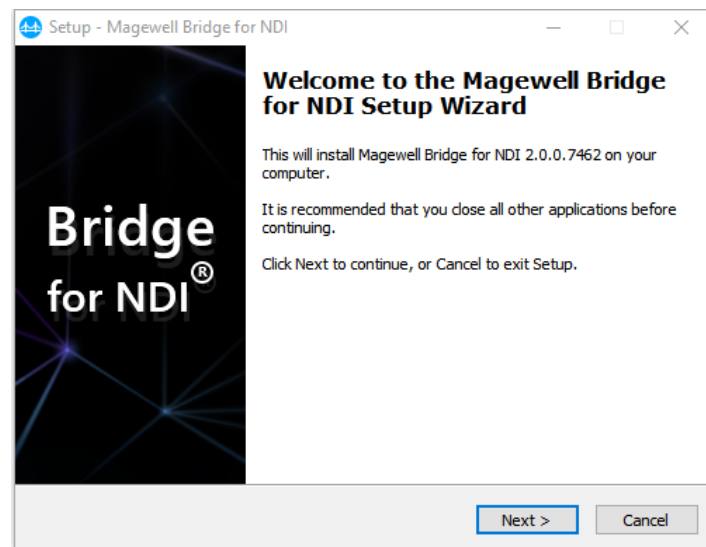 Setup - Magewell Bridge for NDI
Welcome to the Magewell Bridge
for NDI Setup Wizard
This will install Magewell Bridge for NDI 2.0.0.7462 on your
computer.
It is recommended that you close all other applications before
continuing.
Click Next to continue, or Cancel to exit Setup.
Bridge
for NDI®
Next >
Cancel